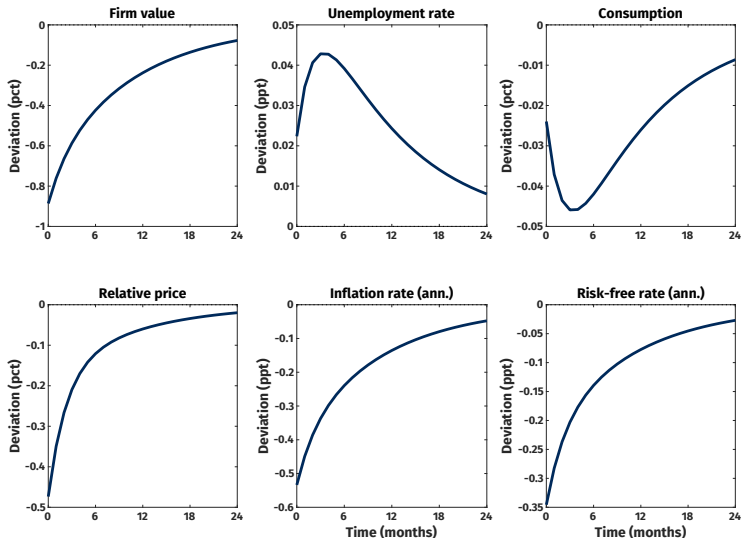 Firm value
Deviation (pct)
0
-0.2
-0.4
-0.6
-0.8
-1
0 6 12 18 24
Unemployment rate
Deviation (ppt)
0.05
0.04
0.03
0.02
0.01
0
0 6 12 18 24
Consumption
Deviation (pct)
0
-0.01
-0.02
-0.03
-0.04
-0.05
0 6 12 18 24
Relative price
Deviation (pct)
0
-0.1
-0.2
-0.3
-0.4
-0.5
0 6 12 18 24
Inflation rate (ann.)
Deviation (ppt)
0
-0.1
-0.2
-0.3
-0.4
-0.5
-0.6
0 6 12 18 24
Time (months)
Risk-free rate (ann.)
Deviation (ppt)
0
-0.05
-0.1
-0.15
-0.2
-0.25
-0.3
-0.35
0 6 12 18 24
Time (months)